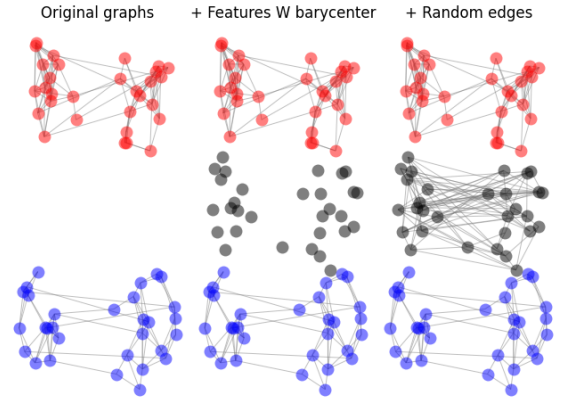 Original graphs
+ Features W barycenter
+ Random edges